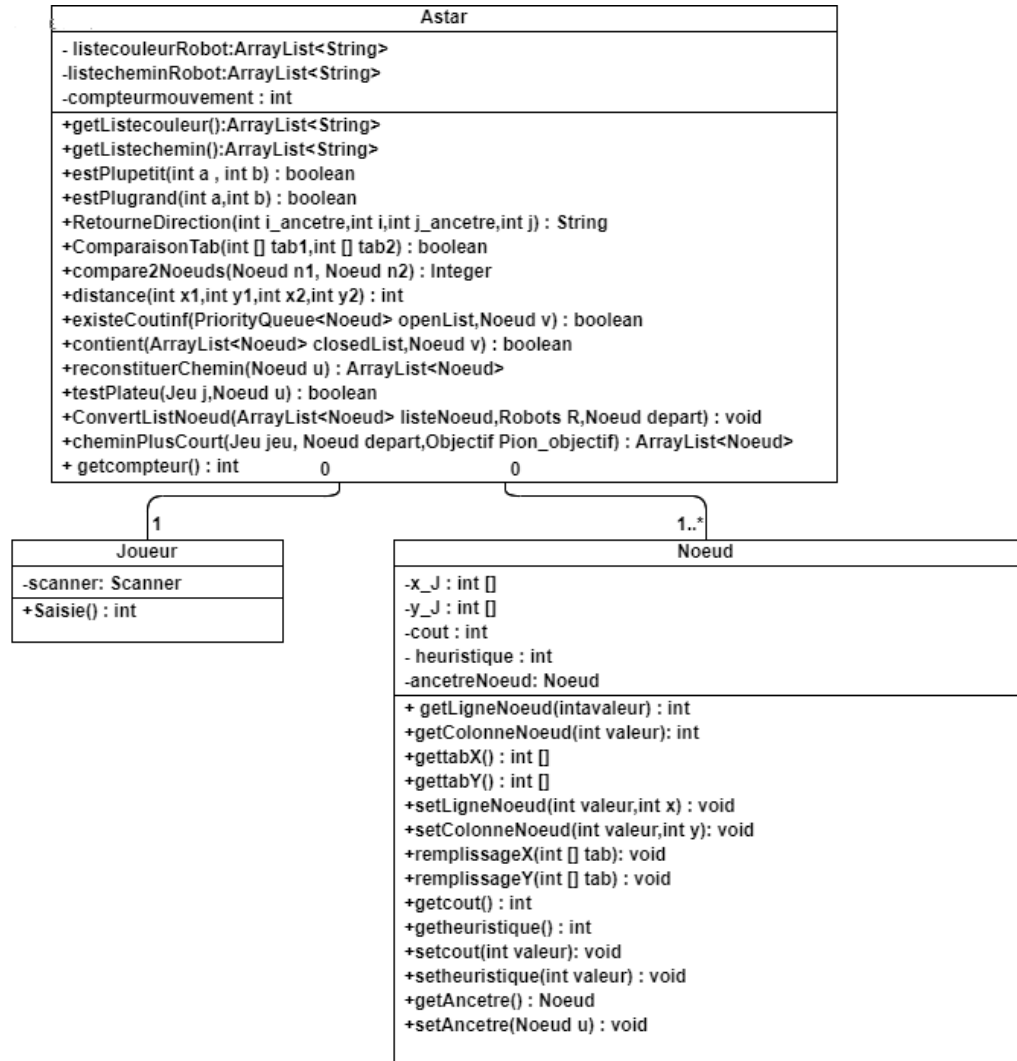 Astar
- listecouleurRobot:ArrayList<String>
-listecheminRobot:ArrayList<String>
-compteurmouvement : int
+getListecouleur():ArrayList<String>
+getListechemin():ArrayList<String>
+estPlupetit(int a , int b) : boolean
+estPlugrand(int a,int b) : boolean
+RetourneDirection(int i_ancetre,int i,int j_ancetre,int j) : String
+ComparaisonTab(int [] tab1,int [] tab2) : boolean
+compare2Noeuds(Noeud n1, Noeud n2) : Integer
+distance(int x1,int y1,int x2,int y2) : int
+existeCoutinf(PriorityQueue<Noeud> openList,Noeud v) : boolean
+contient(ArrayList<Noeud> closedList,Noeud v) : boolean
+reconstituerChemin(Noeud u) : ArrayList<Noeud>
+testPlateu(Jeu j,Noeud u) : boolean
+ConvertListNoeud(ArrayList<Noeud> listeNoeud,Robots R,Noeud depart) : void
+cheminPlusCourt(Jeu jeu, Noeud depart,Objectif Pion_objectif) : ArrayList<Noeud>
+ getcompteur() : int
0 0
1 1..*
Joueur
-scanner: Scanner
+Saisie() : int
Noeud
-x_J : int []
-y_J : int []
-cout : int
- heuristique : int
-ancetreNoeud: Noeud
+ getLigneNoeud(intavaleur) : int
+getColonneNoeud(int valeur): int
+gettabX() : int []
+gettabY() : int []
+setLigneNoeud(int valeur,int x) : void
+setColonneNoeud(int valeur,int y): void
+remplissageX(int [] tab): void
+remplissageY(int [] tab) : void
+getcout() : int
+getheuristique() : int
+setcout(int valeur): void
+setheuristique(int valeur) : void
+getAncetre() : Noeud
+setAncetre(Noeud u) : void